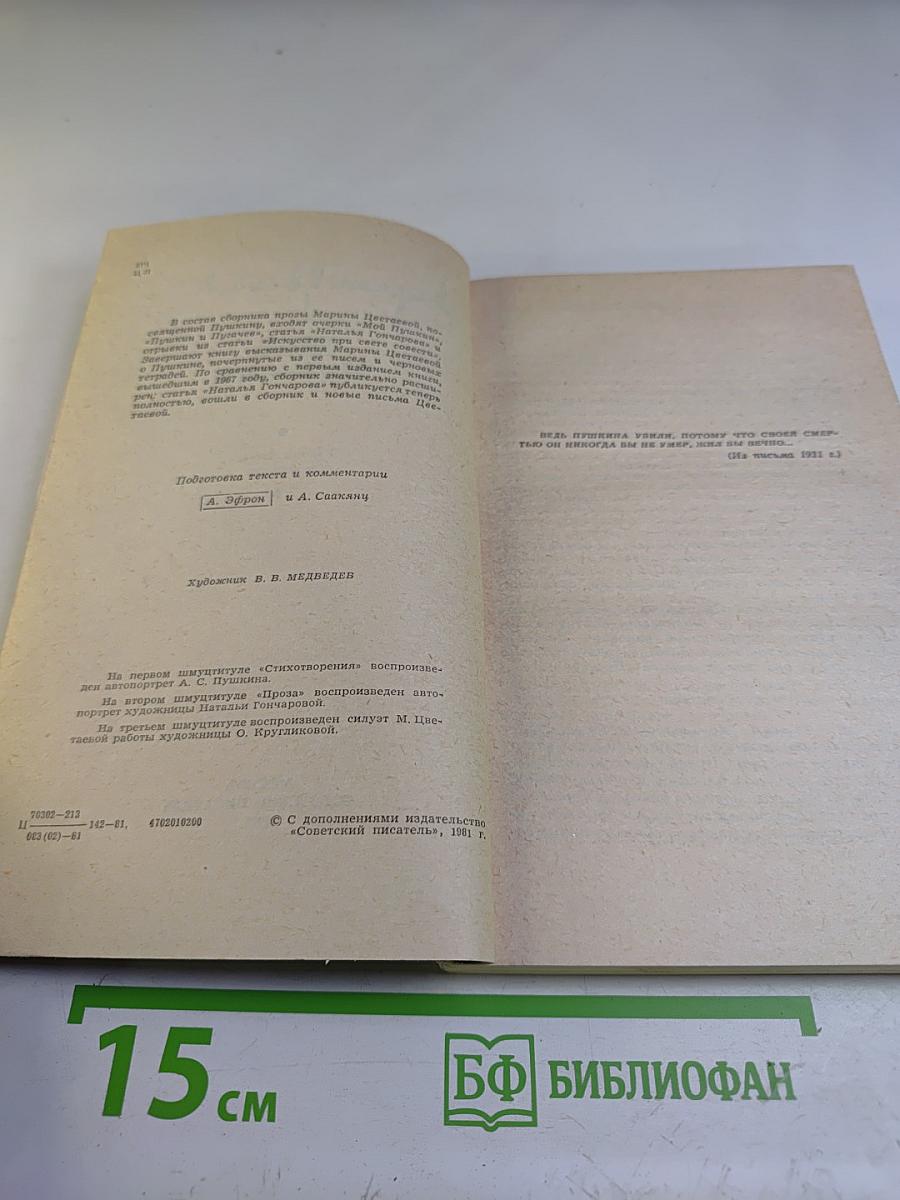 Ц 27
В состав сборника прозы Марины Цветаевой, по-
священной Пушкину, входят очерки «Мой Пушкин»,
«Пушкин и Пугачев», статья «Наталья Гончарова» и
отрывки из статьи «Искусство при свете совести».
Завершают книгу высказывания Марины Цветаевой
о Пушкине, почерпнутые из ее писем и черновых
тетрадей. По сравнению с первым изданием книги,
вышедшим в 1967 году, сборник значительно расши-
рен; статья «Наталья Гончарова» публикуется теперь
полностью, вошли в сборник и новые письма Цве-
таевой.
Подготовка текста и комментарии
А. Эфрон и А. Саакянц
Художник В. В. МЕДВЕДЕВ
На первом шмуцтитуле «Стихотворения» воспроизве-
ден автопортрет А. С. Пушкина.
На втором шмуцтитуле «Проза» воспроизведен авто-
портрет художницы Натальи Гончаровой.
На третьем шмуцтитуле воспроизведен силуэт М. Цве-
таевой работы художницы О. Кругликовой.
70302—213
Ц —142—81, 4702010200
083(02)—81
© С дополнениями издательство
«Советский писатель», 1981 г.
ВЕДЬ ПУШКИНА УБИЛИ, ПОТОМУ ЧТО СВОЕЙ СМЕР-
ТЬЮ ОН НИКОГДА БЫ НЕ УМЕР, ЖИЛ БЫ ВЕЧНО...
(Из письма 1931 г.)
15 см
БФ БИБЛИОФАН